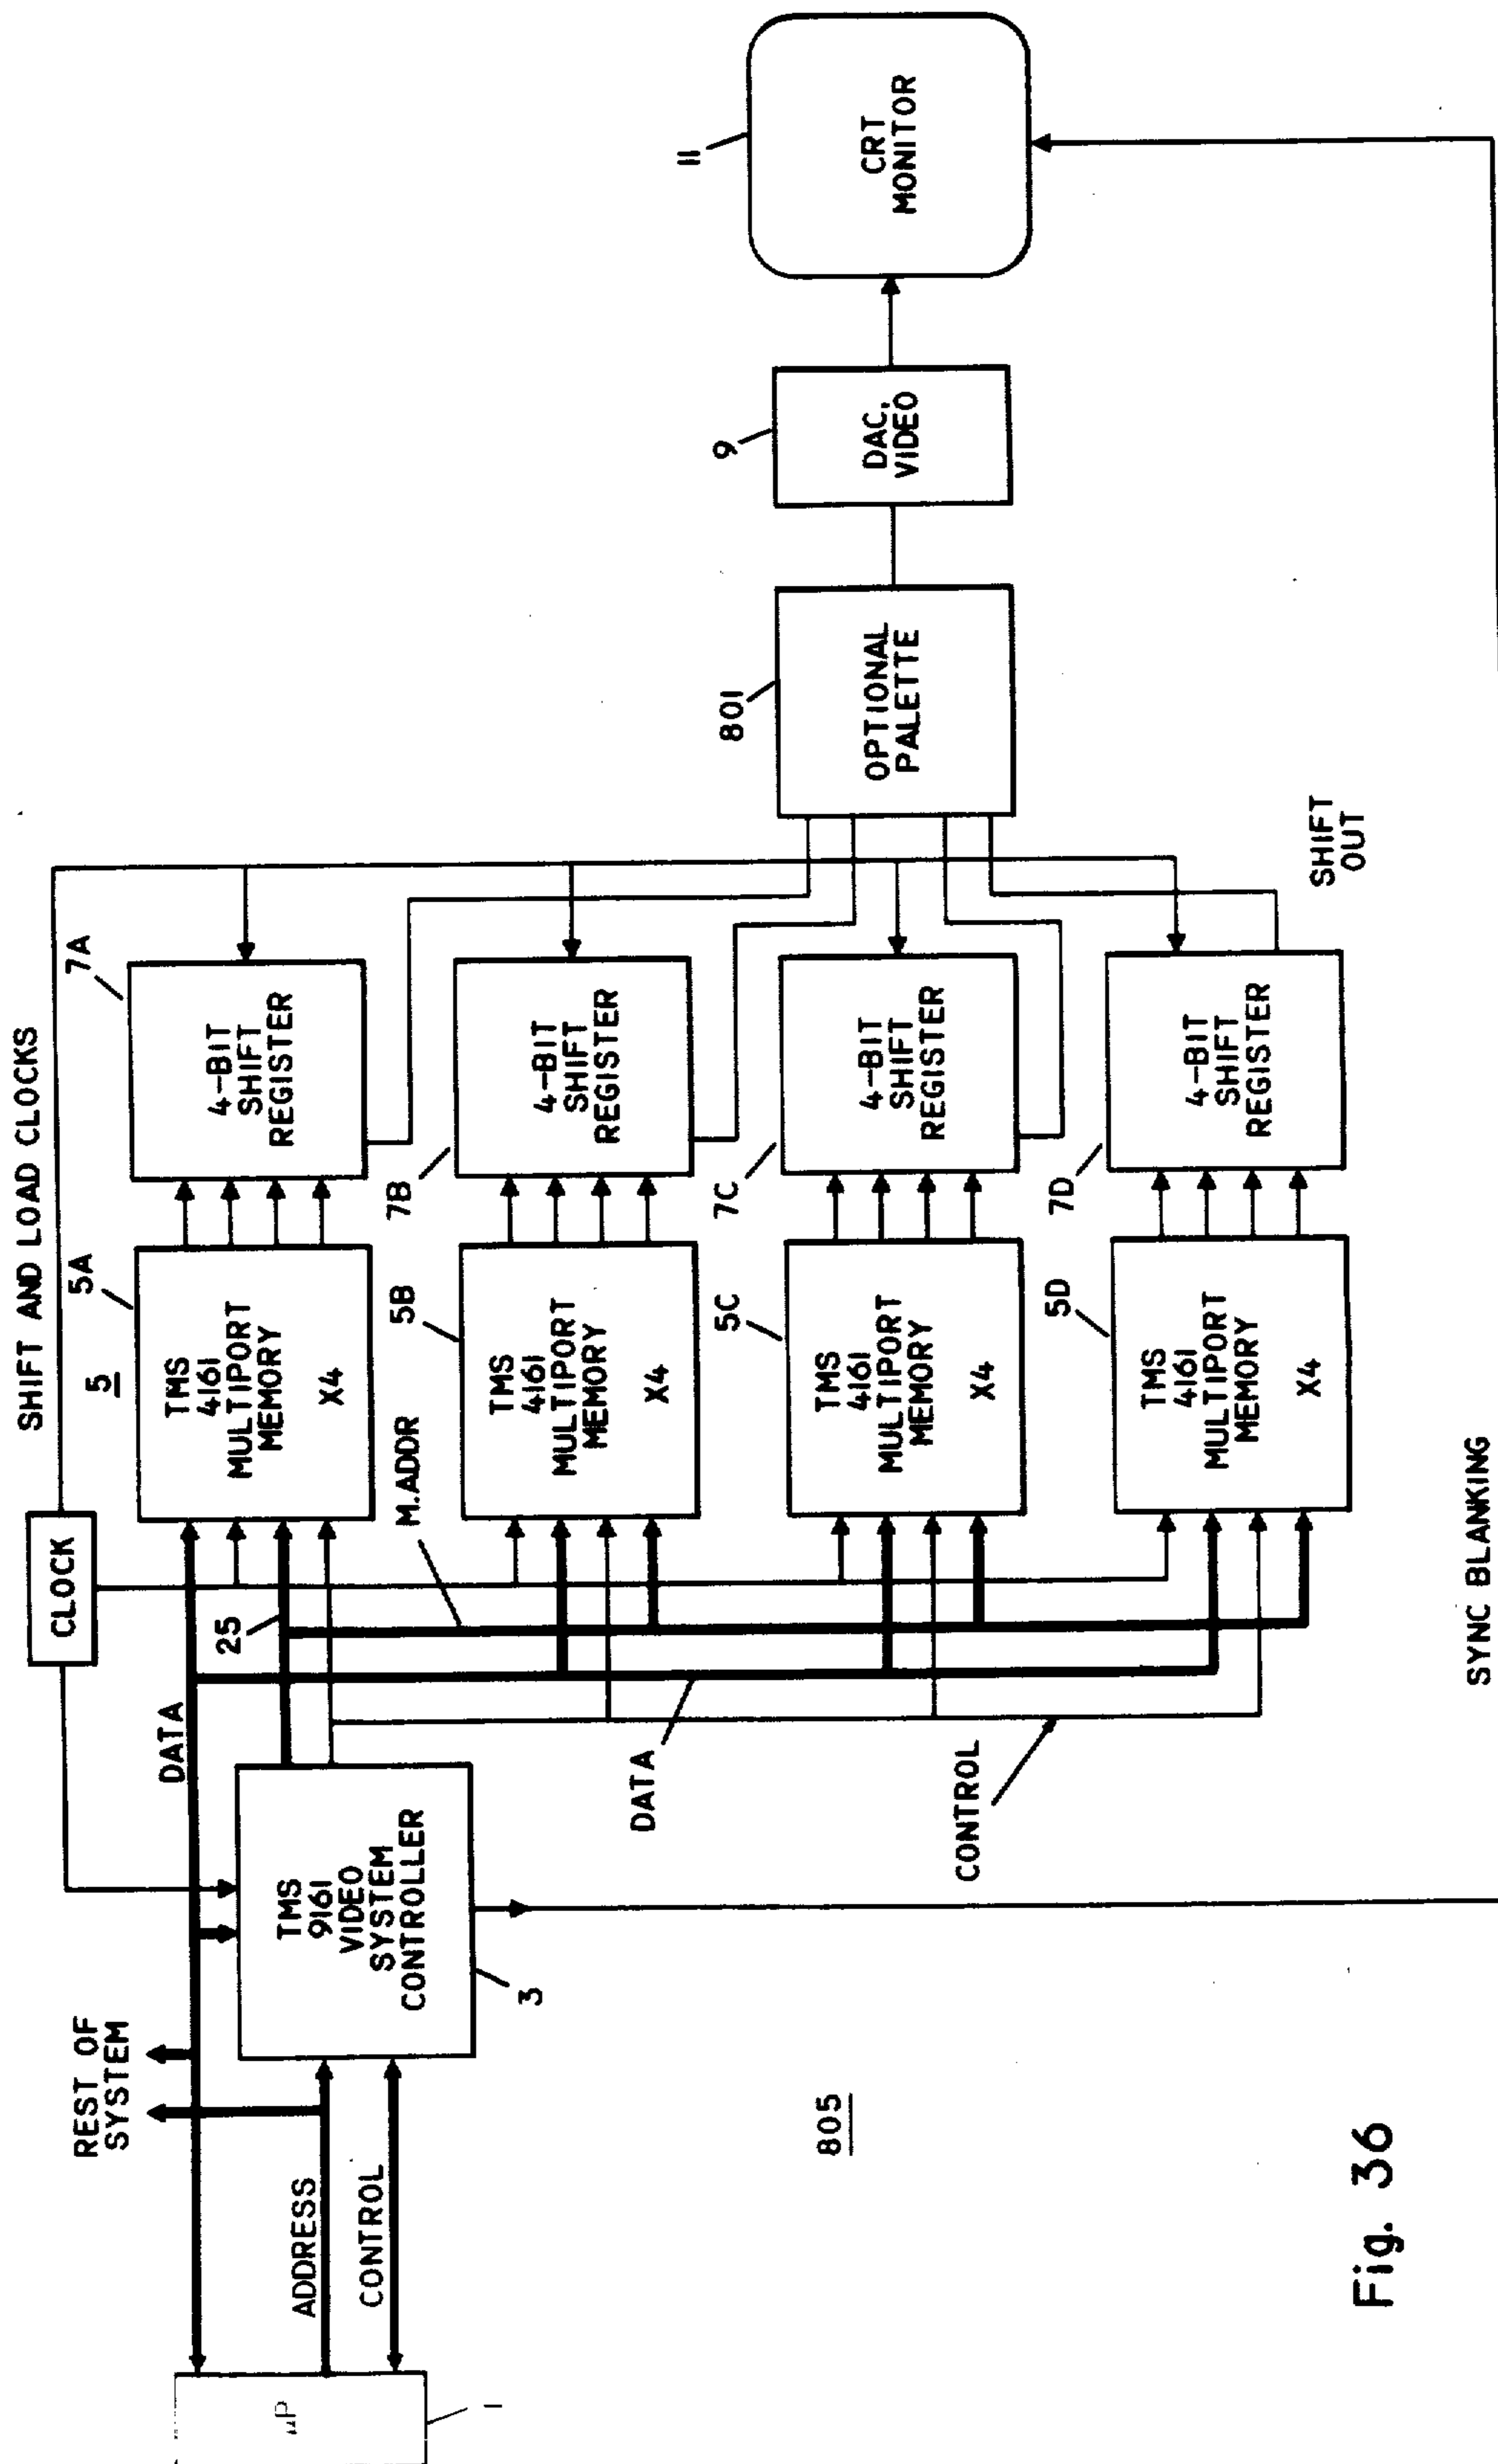 SHIFT AND LOAD CLOCKS
CLOCK
REST OF
SYSTEM
DATA
25
5
5A
7A
TMS
4161
MULTIPORT
MEMORY
X4
4-BIT
SHIFT
REGISTER
µP
1
ADDRESS
CONTROL
TMS
9161
VIDEO
SYSTEM
CONTROLLER
3
M.ADDR
5B
7B
TMS
4161
MULTIPORT
MEMORY
X4
4-BIT
SHIFT
REGISTER
DATA
5C
7C
TMS
4161
MULTIPORT
MEMORY
X4
4-BIT
SHIFT
REGISTER
801
OPTIONAL
PALETTE
9
DAC,
VIDEO
11
CRT
MONITOR
CONTROL
5D
7D
TMS
4161
MULTIPORT
MEMORY
X4
4-BIT
SHIFT
REGISTER
SHIFT
OUT
805
SYNC BLANKING
Fig. 36